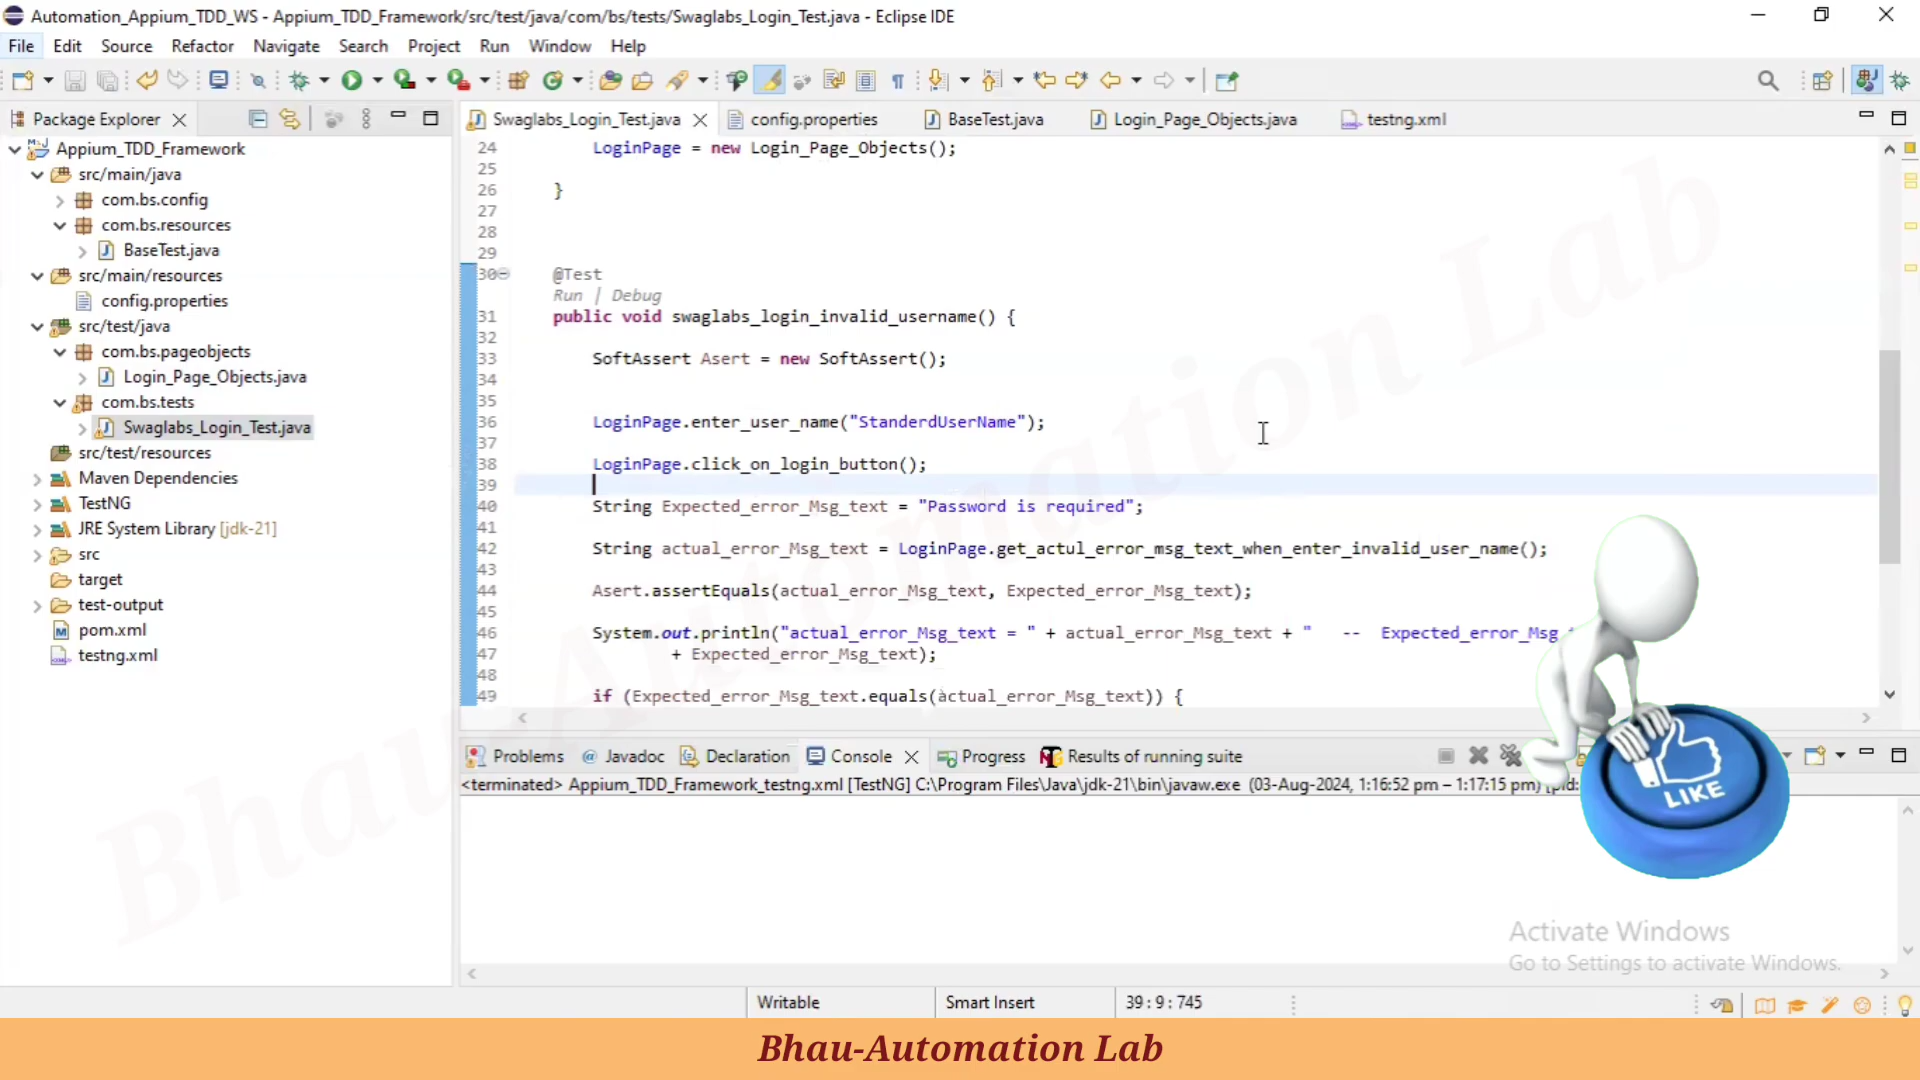 Automation_Appium_TDD_WS - Appium_TDD_Framework/src/test/java/com/bs/tests/Swaglabs_Login_Test.java - Eclipse IDE
File Edit Source Refactor Navigate Search Project Run Window Help
Package Explorer
Appium_TDD_Framework
src/main/java
com.bs.config
com.bs.resources
BaseTest.java
src/main/resources
config.properties
src/test/java
com.bs.pageobjects
Login_Page_Objects.java
com.bs.tests
Swaglabs_Login_Test.java
src/test/resources
Maven Dependencies
TestNG
JRE System Library [jdk-21]
src
target
test-output
pom.xml
testng.xml
Swaglabs_Login_Test.java config.properties BaseTest.java Login_Page_Objects.java testng.xml
24 LoginPage = new Login_Page_Objects();
25
26 }
27
28
29
30 @Test
Run | Debug
31 public void swaglabs_login_invalid_username() {
32
33 SoftAssert Asert = new SoftAssert();
34
35
36 LoginPage.enter_user_name("StanderdUserName");
37
38 LoginPage.click_on_login_button();
39
40 String Expected_error_Msg_text = "Password is required";
41
42 String actual_error_Msg_text = LoginPage.get_actul_error_msg_text_when_enter_invalid_user_name();
43
44 Asert.assertEquals(actual_error_Msg_text, Expected_error_Msg_text);
45
46 System.out.println("actual_error_Msg_text = " + actual_error_Msg_text + " -- Expected_error_Msg
47 + Expected_error_Msg_text);
48
49 if (Expected_error_Msg_text.equals(actual_error_Msg_text)) {
Problems Javadoc Declaration Console Progress Results of running suite
<terminated> Appium_TDD_Framework_testng.xml [TestNG] C:\Program Files\Java\jdk-21\bin\javaw.exe (03-Aug-2024, 1:16:52 pm – 1:17:15 pm) [pid:
LIKE
Activate Windows
Go to Settings to activate Windows.
Writable Smart Insert 39 : 9 : 745
Bhau-Automation Lab
Bhau-Automation Lab